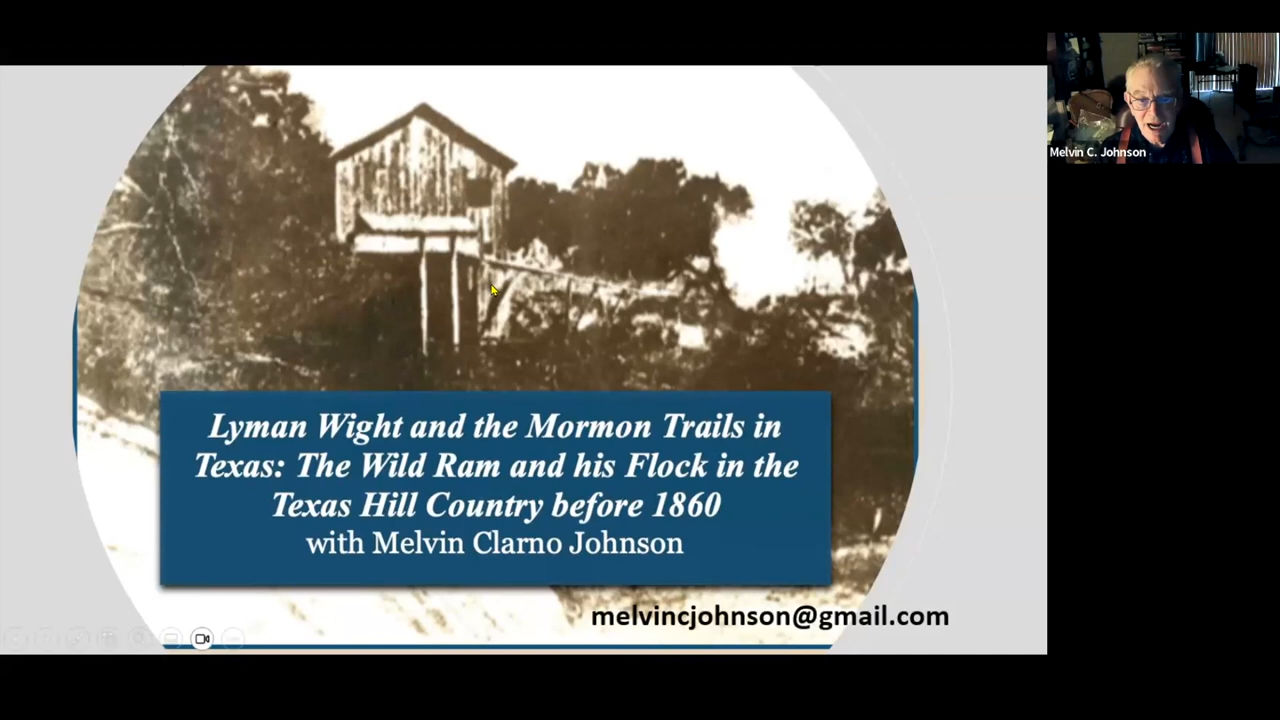 Lyman Wight and the Mormon Trails in
Texas: The Wild Ram and his Flock in the
Texas Hill Country before 1860
with Melvin Clarno Johnson
melvincjohnson@gmail.com
Melvin C. Johnson